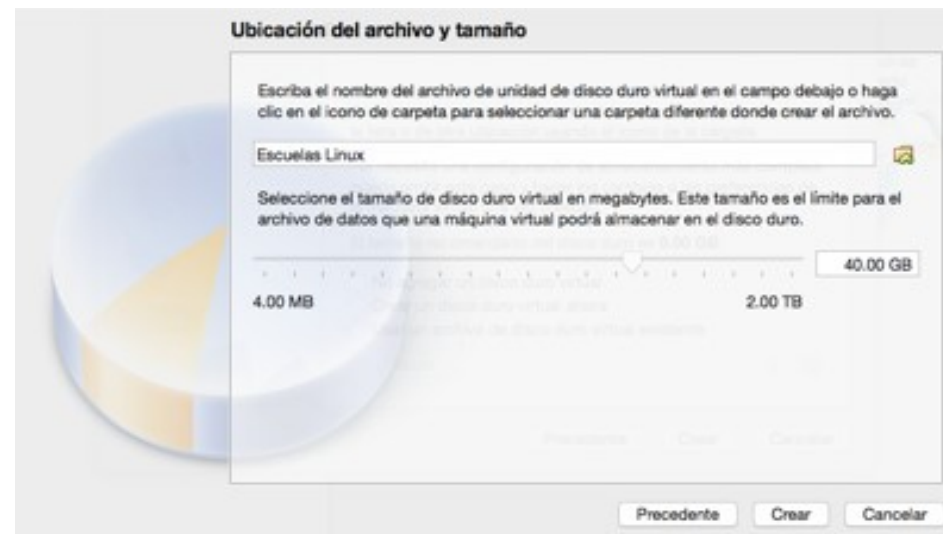 Ubicación del archivo y tamaño
Escriba el nombre del archivo de unidad de disco duro virtual en el campo debajo o haga
clic en el icono de carpeta para seleccionar una carpeta diferente donde crear el archivo.
Escuelas Linux
Seleccione el tamaño de disco duro virtual en megabytes. Este tamaño es el límite para el
archivo de datos que una máquina virtual podrá almacenar en el disco duro.
40.00 GB
4.00 MB 2.00 TB
Precedente Crear Cancelar